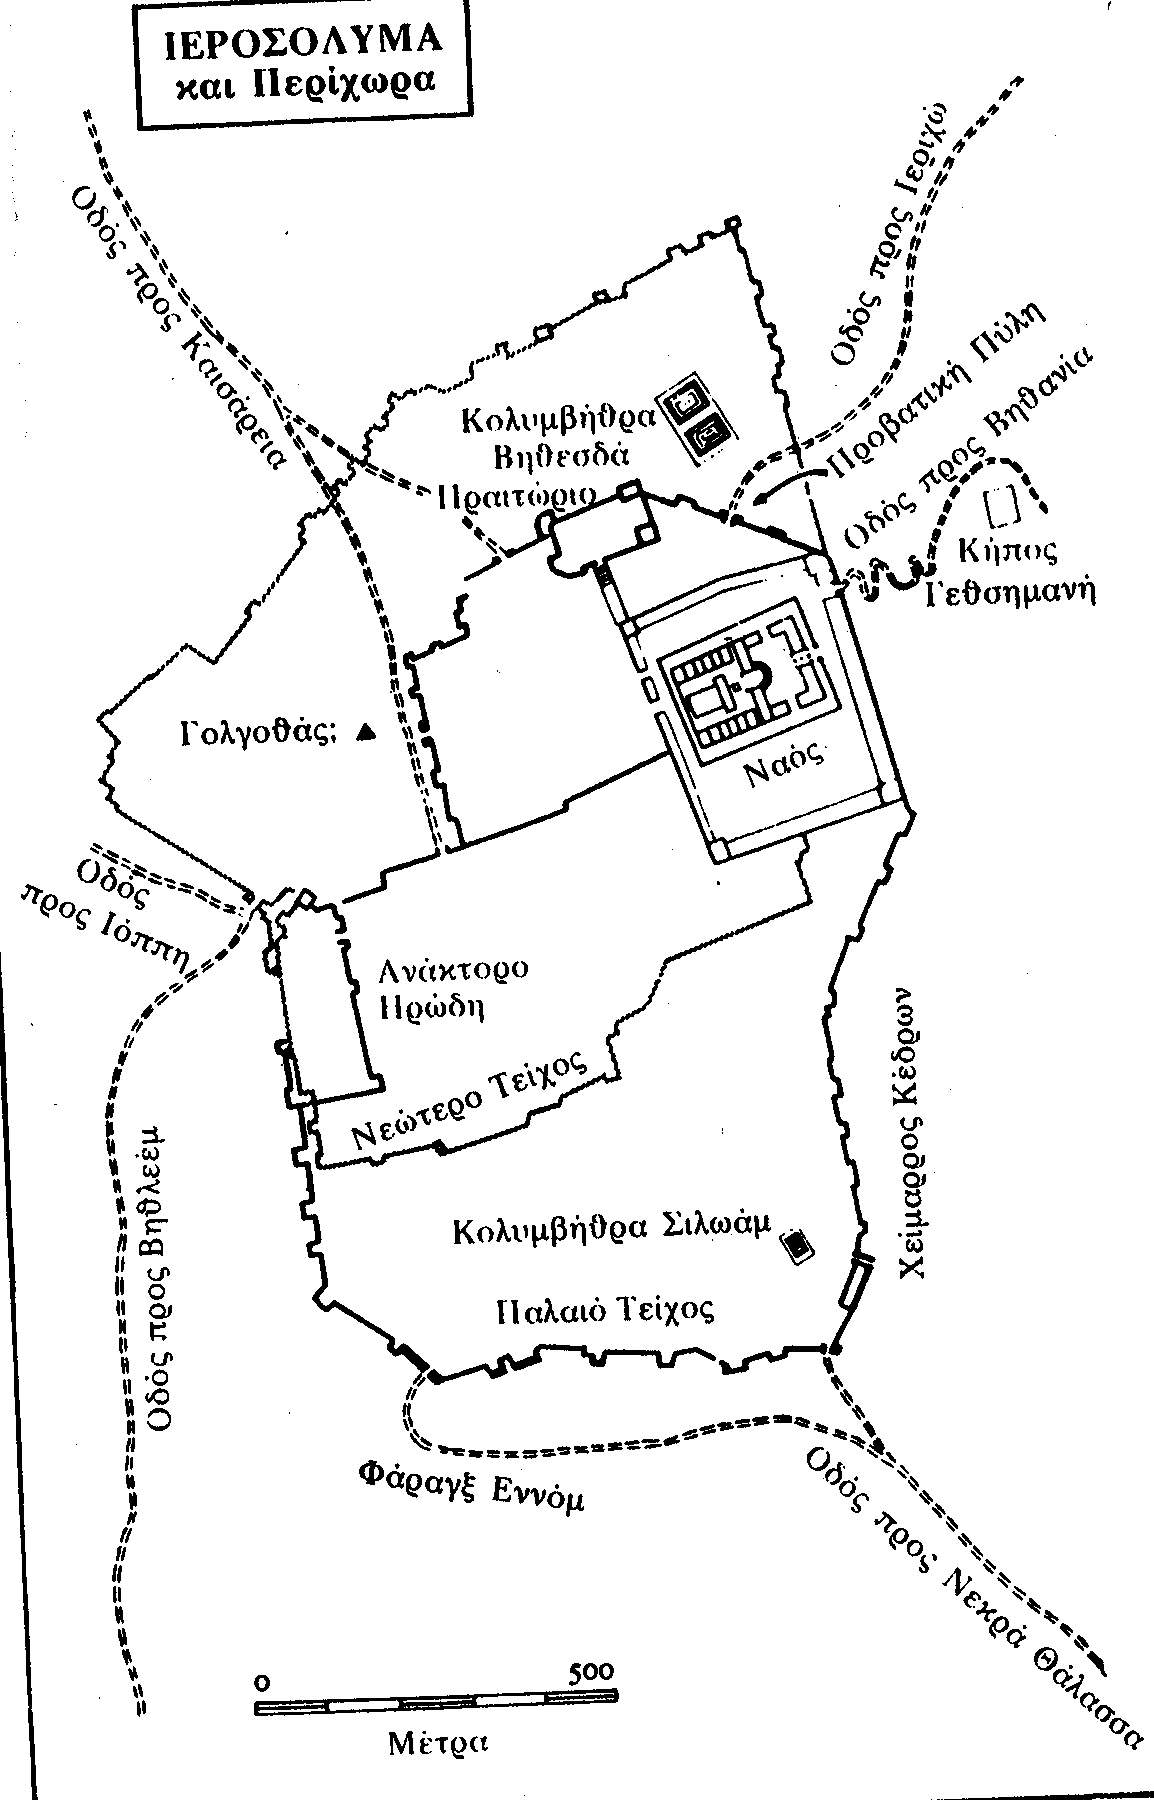 ΙΕΡΟΣΟΛΥΜΑ
και Περίχωρα
Οδός προς Καισάρεια
Οδός προς Ιεριχώ
Προβατική Πύλη
Οδός προς Βηθανία
Κολυμβήθρα
Βηθεσδά
Πραιτώριο
Κήπος
Γεθσημανή
Γολγοθάς;
Ναός
Οδός
προς Ιόππη
Ανάκτορο
Ηρώδη
Νεώτερο Τείχος
Χείμαρρος Κέδρων
Οδός προς Βηθλεέμ
Κολυμβήθρα Σιλωάμ
Παλαιό Τείχος
Φάραγξ Εννόμ
Οδός προς Νεκρά Θάλασσα
0 500
Μέτρα